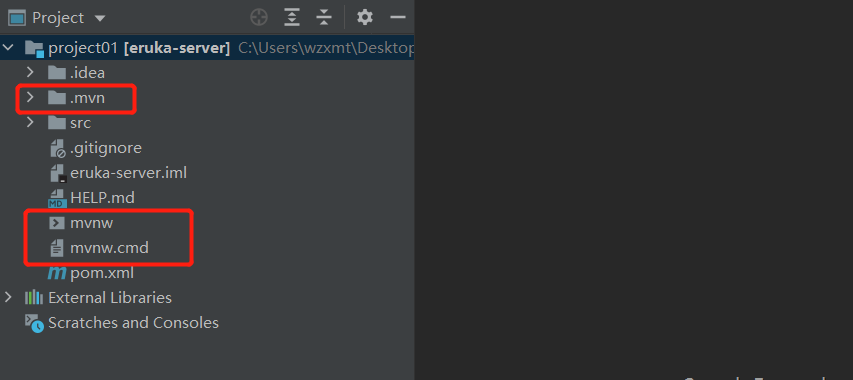 Project
project01 [eruka-server] C:\Users\wzxmt\Desktop
.idea
.mvn
src
.gitignore
eruka-server.iml
HELP.md
mvnw
mvnw.cmd
pom.xml
External Libraries
Scratches and Consoles